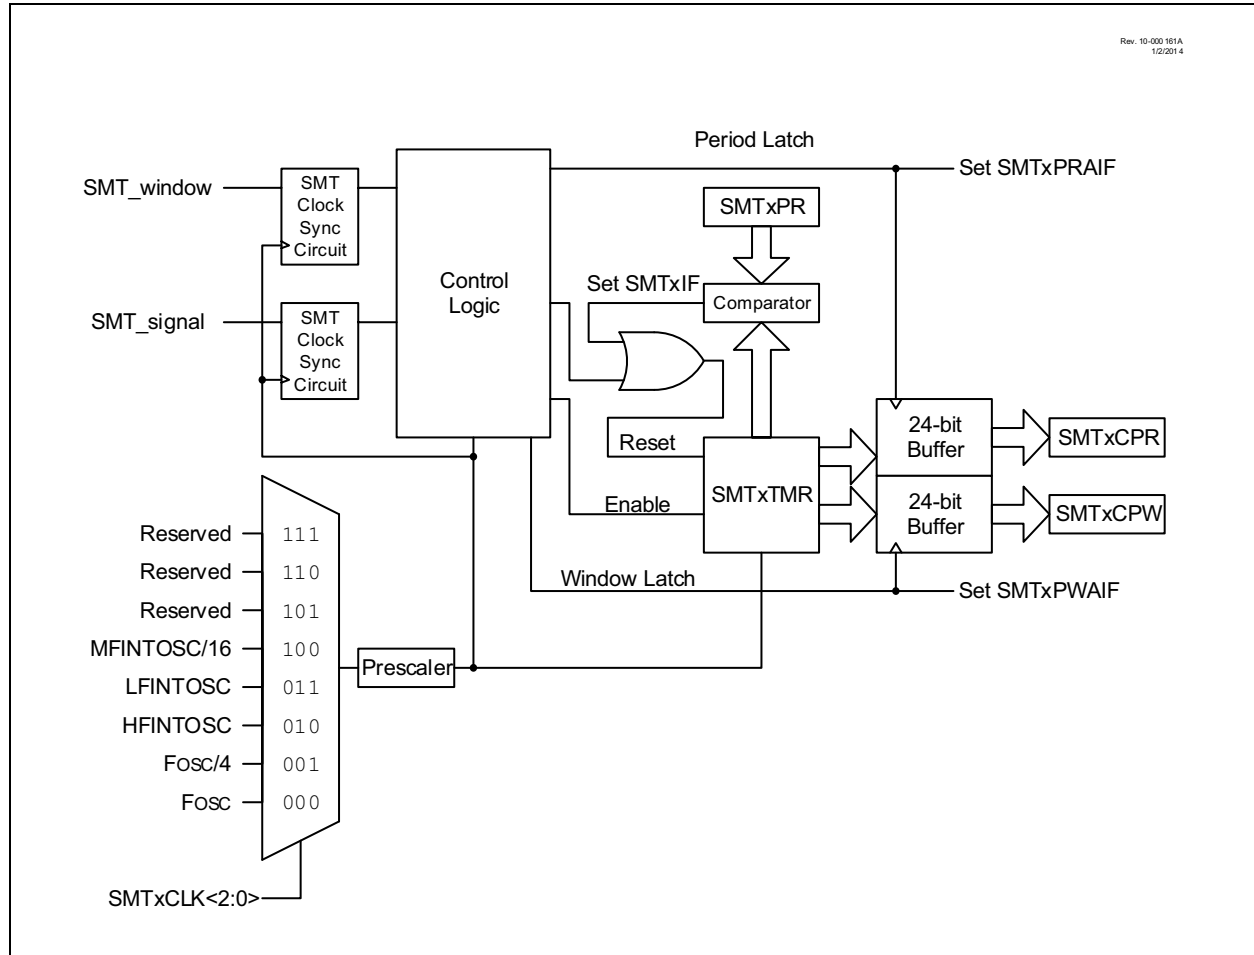 Rev. 10-000 161A
1/2/201 4
Period Latch
Set SMTxPRAIF
SMT_window
SMT
Clock
Sync
Circuit
SMTxPR
Control
Logic
Set SMTxIF
Comparator
SMT_signal
SMT
Clock
Sync
Circuit
24-bit
Buffer
SMTxCPR
Reset
SMTxTMR
Enable
24-bit
Buffer
SMTxCPW
Window Latch
Set SMTxPWAIF
Reserved 111
Reserved 110
Reserved 101
MFINTOSC/16 100
Prescaler
LFINTOSC 011
HFINTOSC 010
FOSC/4 001
FOSC 000
SMTxCLK<2:0>